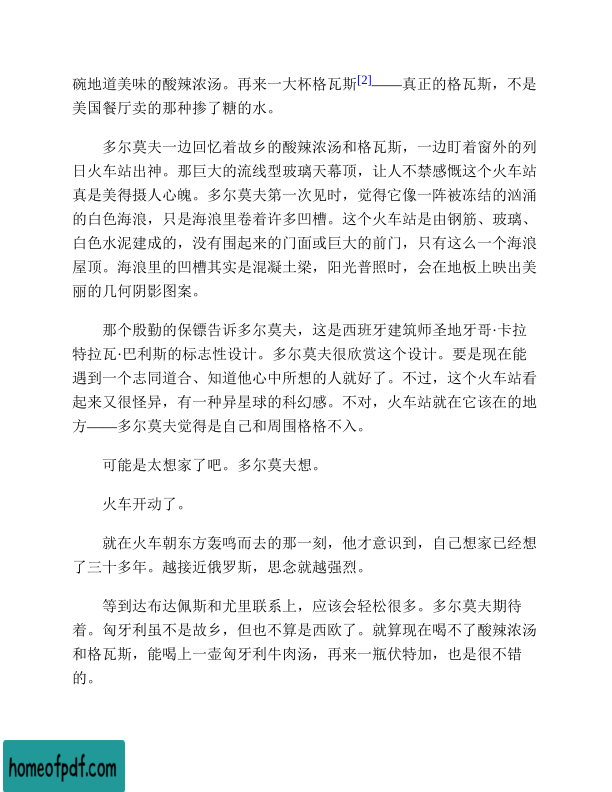 碗地道美味的酸辣浓汤。再来一大杯格瓦斯[2]——真正的格瓦斯，不是
美国餐厅卖的那种掺了糖的水。
多尔莫夫一边回忆着故乡的酸辣浓汤和格瓦斯，一边盯着窗外的列
日火车站出神。那巨大的流线型玻璃天幕顶，让人不禁感慨这个火车站
真是美得摄人心魄。多尔莫夫第一次见时，觉得它像一阵被冻结的汹涌
的白色海浪，只是海浪里卷着许多凹槽。这个火车站是由钢筋、玻璃、
白色水泥建成的，没有围起来的门面或巨大的前门，只有这么一个海浪
屋顶。海浪里的凹槽其实是混凝土梁，阳光普照时，会在地板上映出美
丽的几何阴影图案。
那个殷勤的保镖告诉多尔莫夫，这是西班牙建筑师圣地牙哥·卡拉
特拉瓦·巴利斯的标志性设计。多尔莫夫很欣赏这个设计。要是现在能
遇到一个志同道合、知道他心中所想的人就好了。不过，这个火车站看
起来又很怪异，有一种异星球的科幻感。不对，火车站就在它该在的地
方——多尔莫夫觉得是自己和周围格格不入。
可能是太想家了吧。多尔莫夫想。
火车开动了。
就在火车朝东方轰鸣而去的那一刻，他才意识到，自己想家已经想
了三十多年。越接近俄罗斯，思念就越强烈。
等到达布达佩斯和尤里联系上，应该会轻松很多。多尔莫夫期待
着。匈牙利虽不是故乡，但也不算是西欧了。就算现在喝不了酸辣浓汤
和格瓦斯，能喝上一壶匈牙利牛肉汤，再来一瓶伏特加，也是很不错
的。
homeofpdf.com